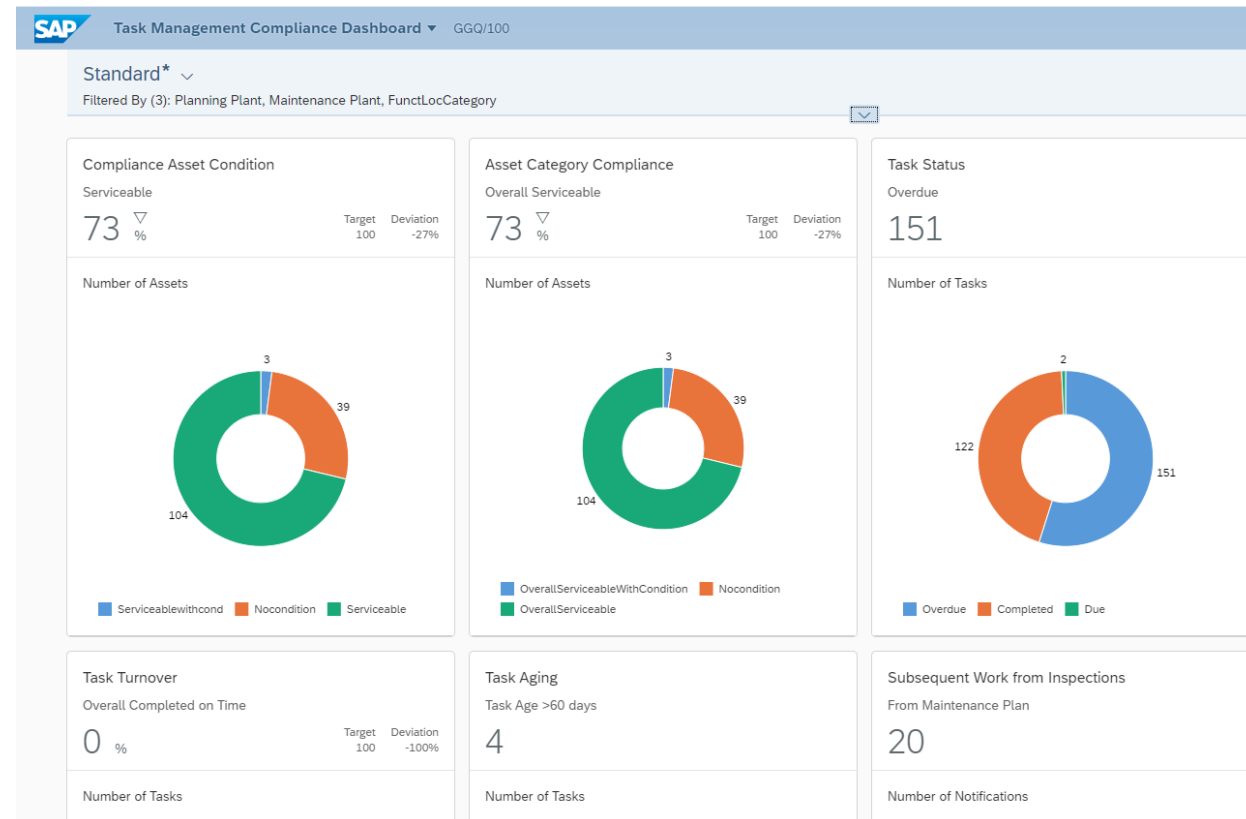 SAP Task Management Compliance Dashboard GGQ/100
Standard*
Filtered By (3): Planning Plant, Maintenance Plant, FunctLocCategory
Compliance Asset Condition
Serviceable
73 %
Target Deviation
100 -27%
Number of Assets
3
39
104
Serviceablewithcond Nocondition Serviceable
Asset Category Compliance
Overall Serviceable
73 %
Target Deviation
100 -27%
Number of Assets
3
39
104
OverallServiceableWithCondition Nocondition
OverallServiceable
Task Status
Overdue
151
Number of Tasks
2
122
151
Overdue Completed Due
Task Turnover
Overall Completed on Time
0 %
Target Deviation
100 -100%
Number of Tasks
Task Aging
Task Age >60 days
4
Number of Tasks
Subsequent Work from Inspections
From Maintenance Plan
20
Number of Notifications